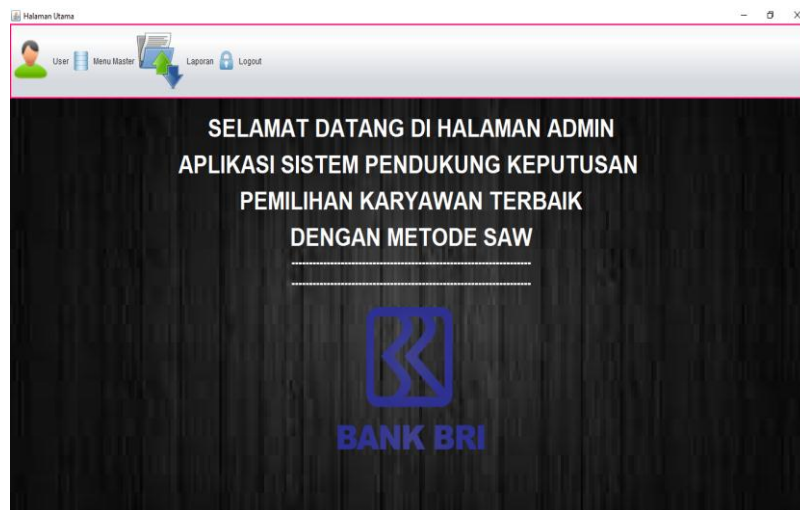 Halaman Utama
User Menu Master Laporan Logout
SELAMAT DATANG DI HALAMAN ADMIN
APLIKASI SISTEM PENDUKUNG KEPUTUSAN
PEMILIHAN KARYAWAN TERBAIK
DENGAN METODE SAW
BANK BRI